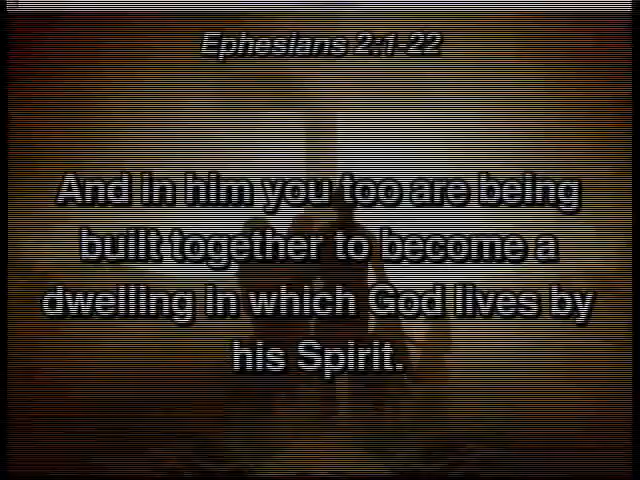 Ephesians 2:1-22
And in him you too are being
built together to become a
dwelling in which God lives by
his Spirit.